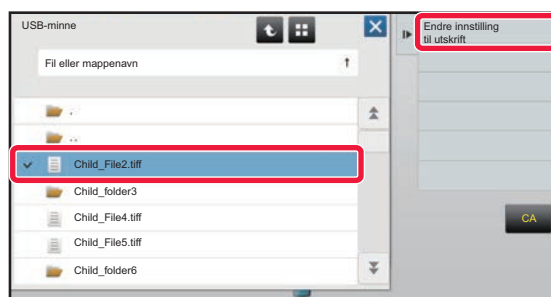 USB-minne
Fil eller mappenavn
.
..
Child_File2.tiff
Child_folder3
Child_File4.tiff
Child_File5.tiff
Child_folder6
Endre innstilling
til utskrift
CA